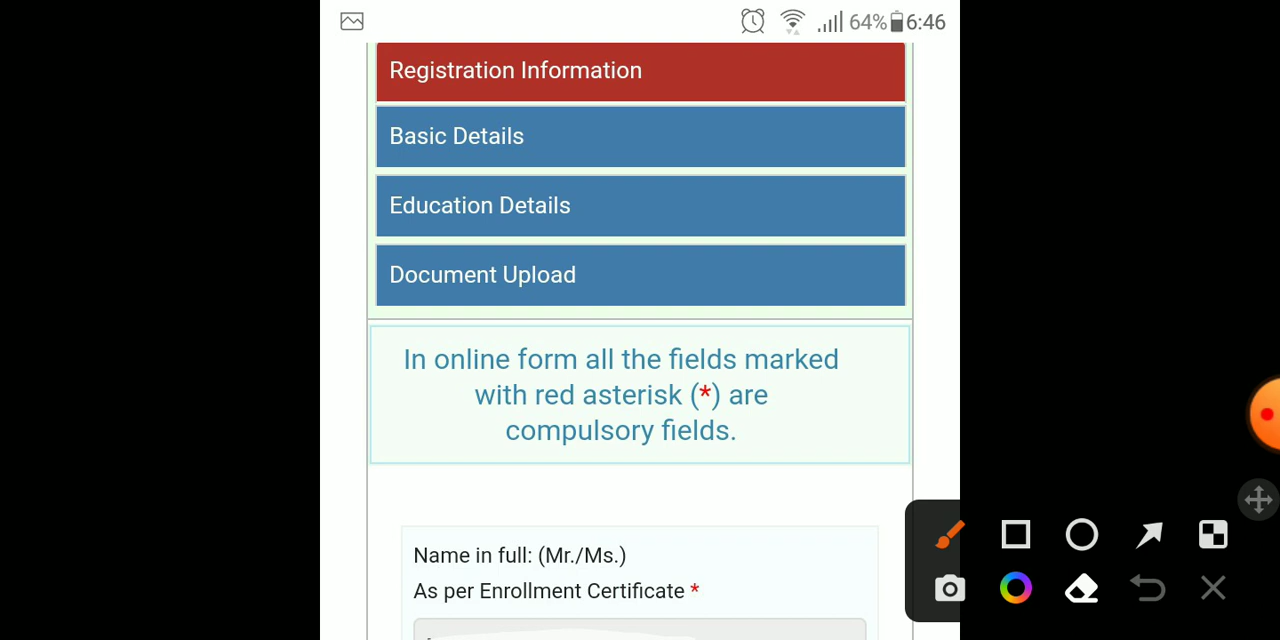 64% 6:46
Registration Information
Basic Details
Education Details
Document Upload
In online form all the fields marked
with red asterisk (*) are
compulsory fields.
Name in full: (Mr./Ms.)
As per Enrollment Certificate *